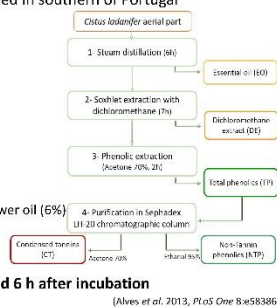 ed in southern of Portugal
Cistus ladanifer aerial part
1- Steam distillation (6h)
Essential oil (EO)
2- Soxhlet extraction with
dichloromethane (7h)
Dichloromethane
extract (DE)
3- Phenolic extraction
(Acetone 70%, 2h)
Total phenolics (TP)
wer oil (6%)
4- Purification in Sephadex
LH-20 chromatographic column
Condensed tannins
(CT)
Acetone 70%
Ethanol 95%
Non-Tannin
phenolics (NTP)
d 6 h after incubation
(Alves et al. 2013, PLoS One 8:e58386